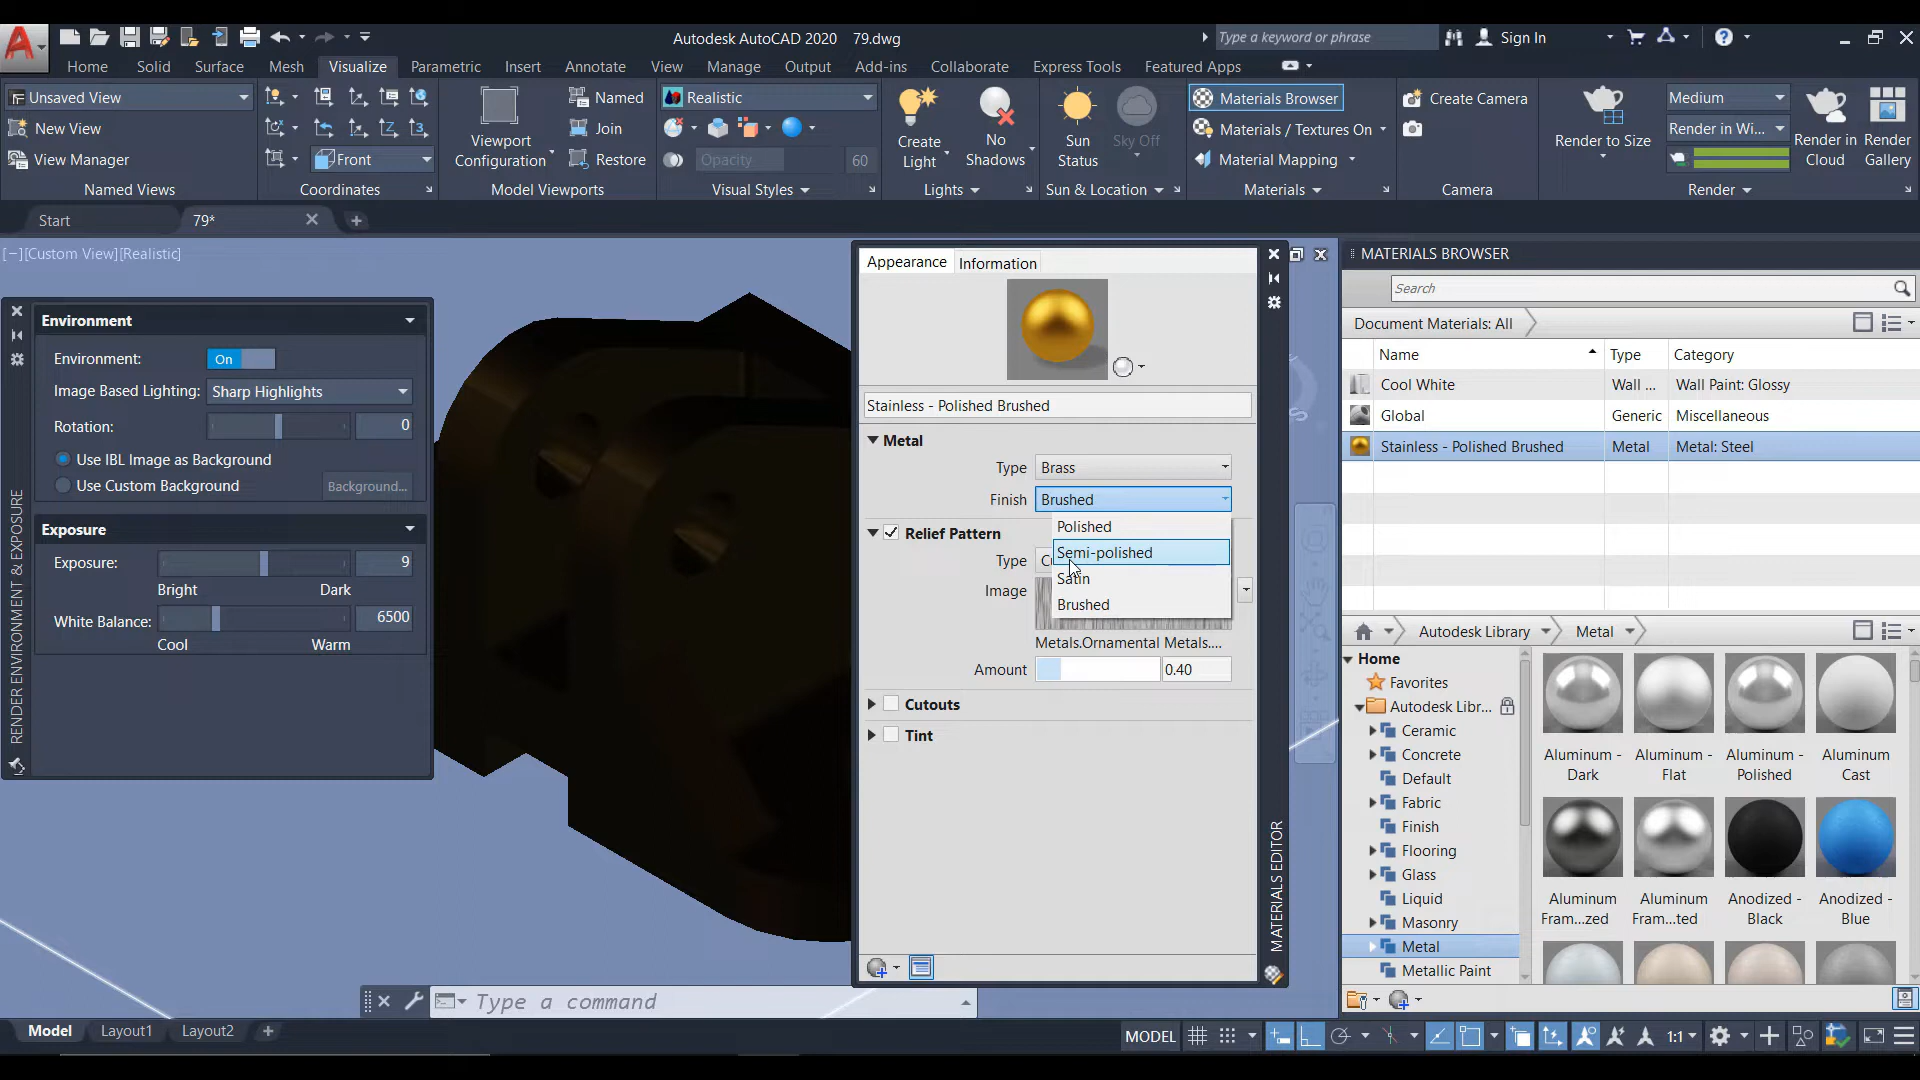 Autodesk AutoCAD 2020 79.dwg
Type a keyword or phrase
Sign In
Home Solid Surface Mesh Visualize Parametric Insert Annotate View Manage Output Add-ins Collaborate Express Tools Featured Apps
Unsaved View
New View
View Manager
Named Views
Front
Coordinates
Viewport
Configuration
Named
Join
Restore
Model Viewports
Realistic
Opacity 60
Visual Styles
Create
Light
No
Shadows
Lights
Sun
Status
Sky Off
Sun & Location
Materials Browser
Materials / Textures On
Material Mapping
Materials
Create Camera
Camera
Render to Size
Medium
Render in Wi...
Render in
Cloud
Render
Gallery
Render
Start 79*
[−][Custom View][Realistic]
Environment
Environment: On
Image Based Lighting: Sharp Highlights
Rotation: 0
Use IBL Image as Background
Use Custom Background Background...
Exposure
Exposure: 9
Bright Dark
White Balance: 6500
Cool Warm
RENDER ENVIRONMENT & EXPOSURE
Appearance Information
Stainless - Polished Brushed
Metal
Type Brass
Finish Brushed
Polished
Semi-polished
Satin
Brushed
Relief Pattern
Type
Image
Metals.Ornamental Metals....
Amount 0.40
Cutouts
Tint
MATERIALS EDITOR
MATERIALS BROWSER
Search
Document Materials: All
Name Type Category
Cool White Wall ... Wall Paint: Glossy
Global Generic Miscellaneous
Stainless - Polished Brushed Metal Metal: Steel
Autodesk Library Metal
Home
Favorites
Autodesk Libr...
Ceramic
Concrete
Default
Fabric
Finish
Flooring
Glass
Liquid
Masonry
Metal
Metallic Paint
Aluminum -
Dark
Aluminum -
Flat
Aluminum -
Polished
Aluminum
Cast
Aluminum
Fram...zed
Aluminum
Fram...ted
Anodized -
Black
Anodized -
Blue
Type a command
Model Layout1 Layout2
MODEL 1:1